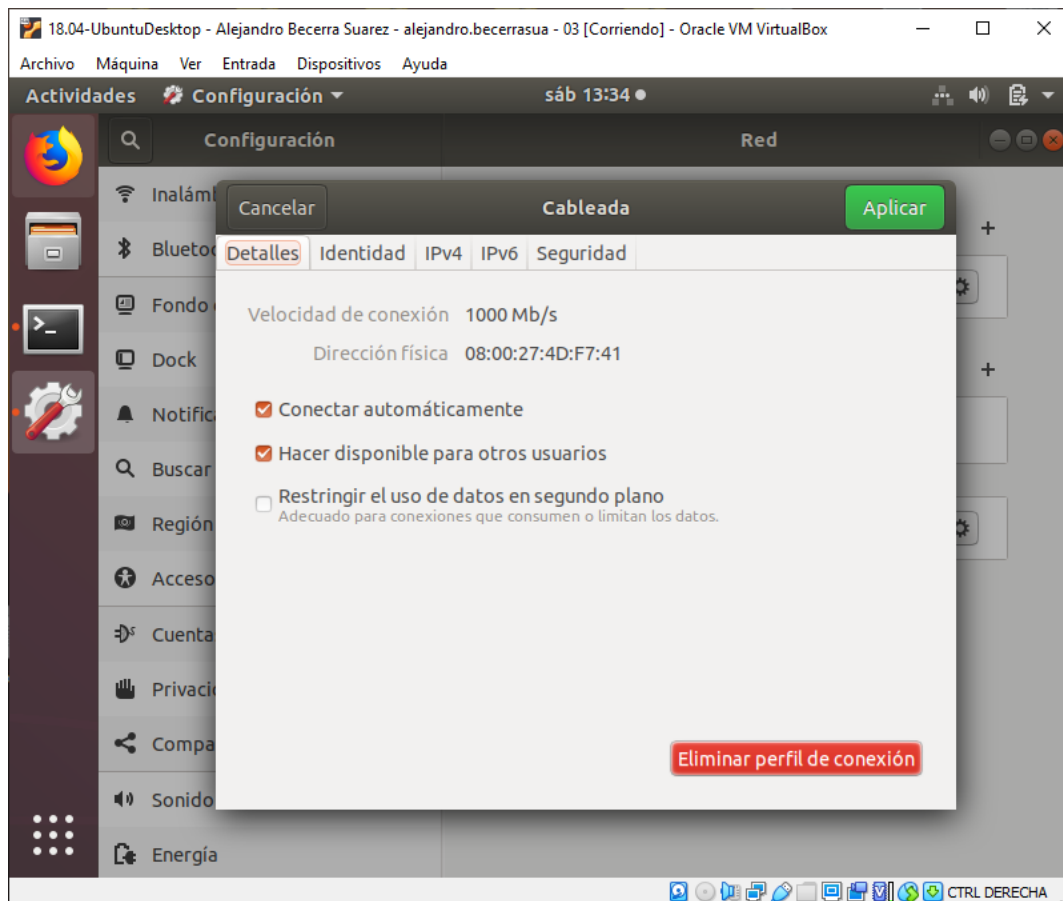 18.04-UbuntuDesktop - Alejandro Becerra Suarez - alejandro.becerrasua - 03 [Corriendo] - Oracle VM VirtualBox
Archivo Máquina Ver Entrada Dispositivos Ayuda
Actividades Configuración sáb 13:34
Configuración Red
Inalámb
Cancelar Cableada Aplicar
Bluetoo
Detalles Identidad IPv4 IPv6 Seguridad
Fondo
Velocidad de conexión 1000 Mb/s
Dirección física 08:00:27:4D:F7:41
Dock
Notifica
Conectar automáticamente
Hacer disponible para otros usuarios
Buscar
Restringir el uso de datos en segundo plano
Adecuado para conexiones que consumen o limitan los datos.
Región
Acceso
Cuenta
Privacid
Compa
Eliminar perfil de conexión
Sonido
Energía
CTRL DERECHA